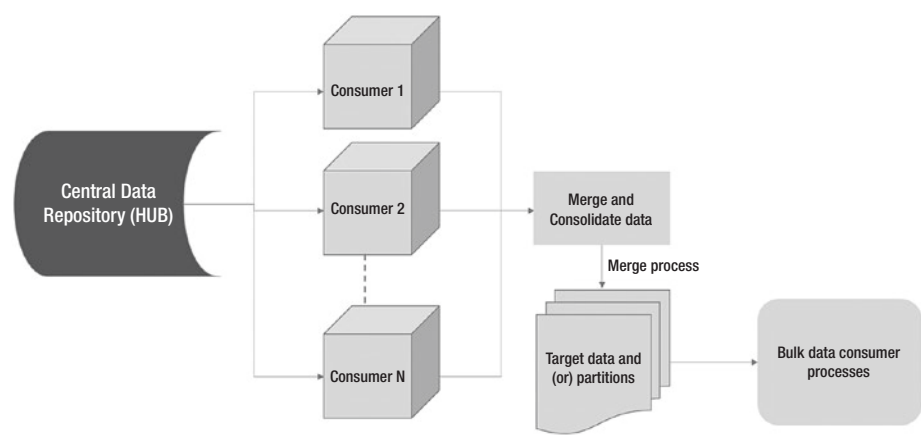 Central Data
Repository (HUB)
Consumer 1
Consumer 2
Consumer N
Merge and
Consolidate data
Merge process
Target data and
(or) partitions
Bulk data consumer
processes